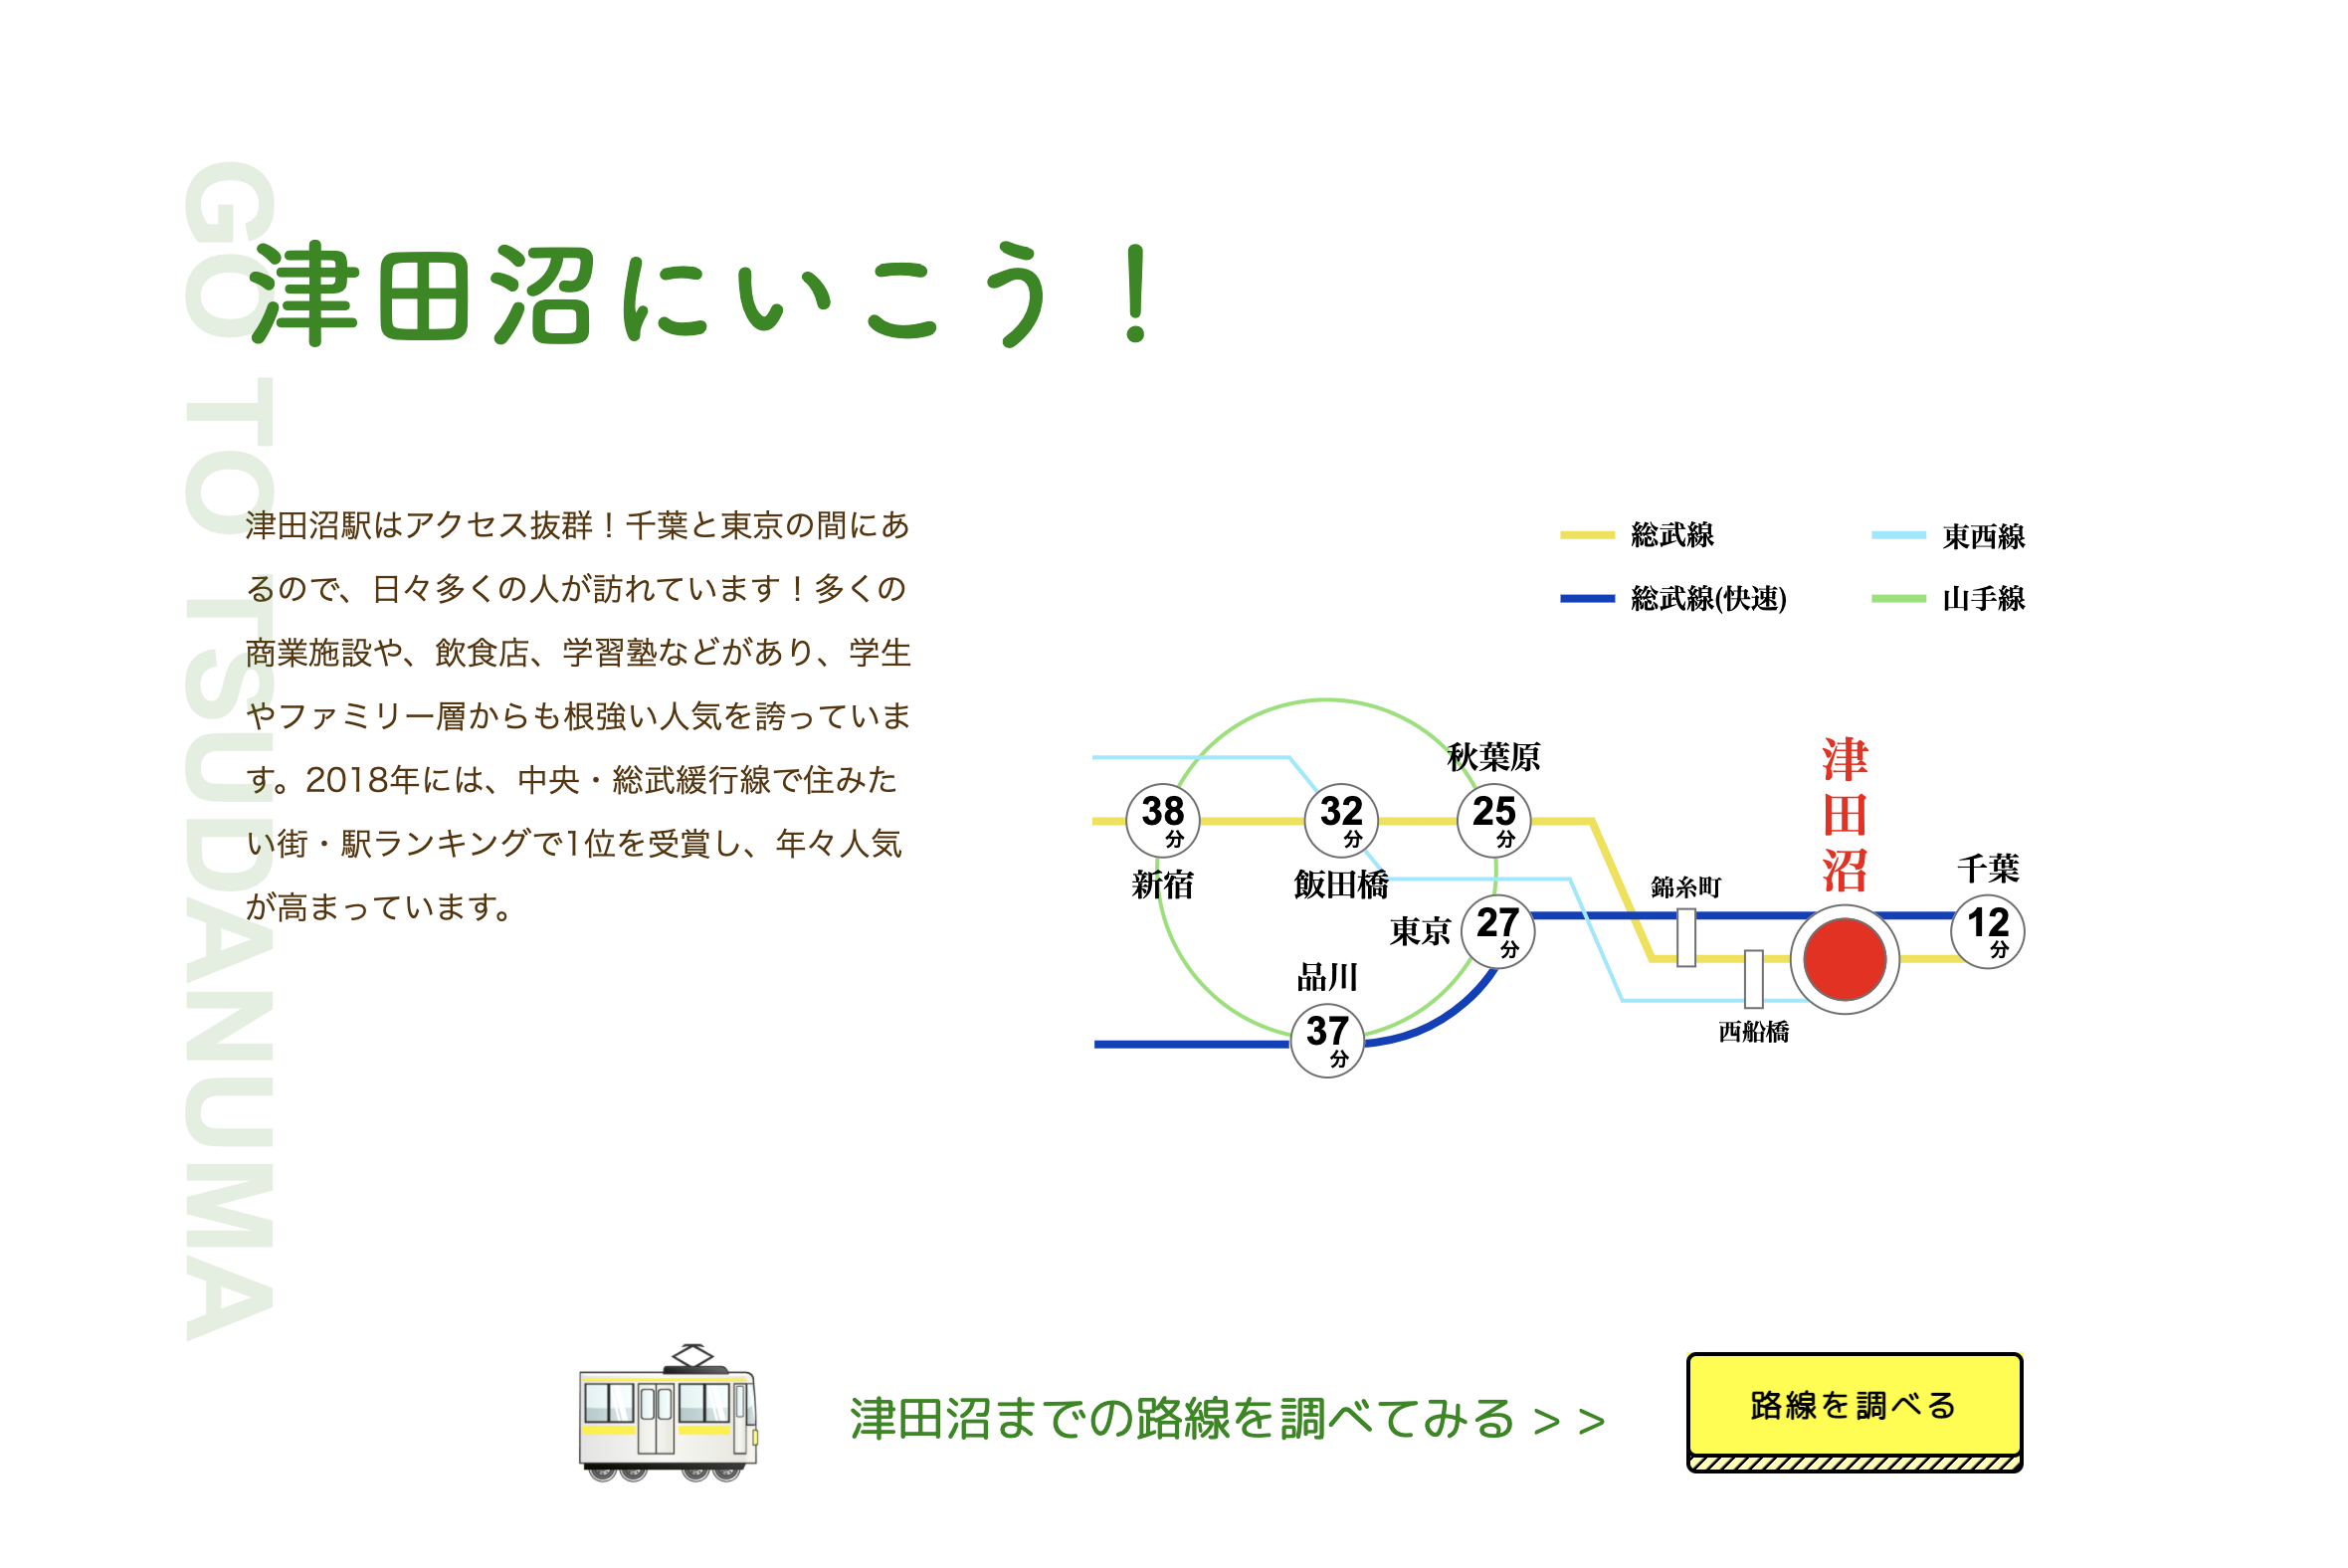 GO TO TSUDANUMA
津田沼にいこう！
津田沼駅はアクセス抜群！千葉と東京の間にあ
るので、日々多くの人が訪れています！多くの
商業施設や、飲食店、学習塾などがあり、学生
やファミリー層からも根強い人気を誇っていま
す。2018年には、中央・総武緩行線で住みた
い街・駅ランキングで1位を受賞し、年々人気
が高まっています。
総武線
東西線
総武線(快速)
山手線
秋葉原
38分
32分
25分
新宿
飯田橋
東京
27分
品川
37分
錦糸町
西船橋
津田沼
千葉
12分
津田沼までの路線を調べてみる＞＞
路線を調べる